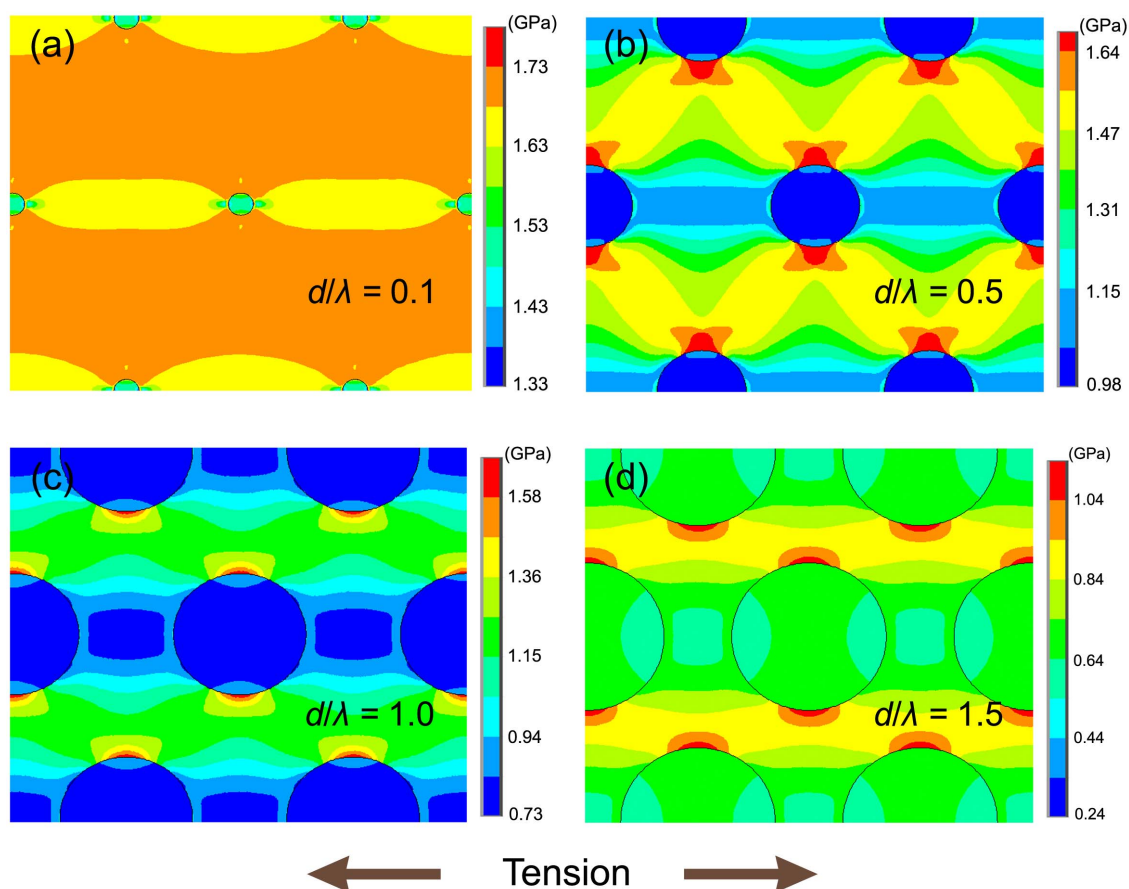 (a)
d/λ = 0.1
(GPa)
1.73
1.63
1.53
1.43
1.33
(b)
d/λ = 0.5
(GPa)
1.64
1.47
1.31
1.15
0.98
(c)
d/λ = 1.0
(GPa)
1.58
1.36
1.15
0.94
0.73
(d)
d/λ = 1.5
(GPa)
1.04
0.84
0.64
0.44
0.24
Tension